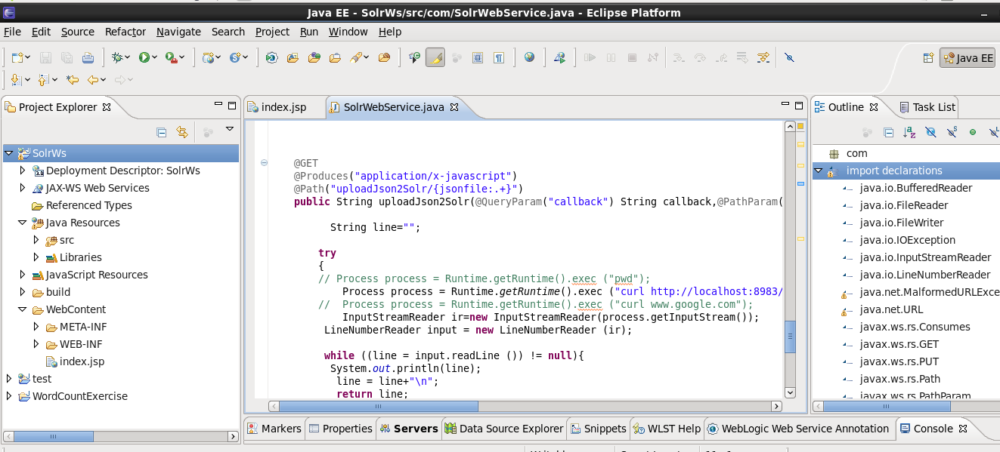 Java EE - SolrWs/src/com/SolrWebService.java - Eclipse Platform
File Edit Source Refactor Navigate Search Project Run Window Help
Java EE
Project Explorer
index.jsp
SolrWebService.java
Outline
Task List
SolrWs
Deployment Descriptor: SolrWs
JAX-WS Web Services
Referenced Types
Java Resources
src
Libraries
JavaScript Resources
build
WebContent
META-INF
WEB-INF
index.jsp
test
WordCountExercise
@GET
@Produces("application/x-javascript")
@Path("uploadJson2Solr/{jsonfile:.+}")
public String uploadJson2Solr(@QueryParam("callback") String callback,@PathParam(
String line="";
try
{
// Process process = Runtime.getRuntime().exec ("pwd");
Process process = Runtime.getRuntime().exec ("curl http://localhost:8983/
//  Process process = Runtime.getRuntime().exec ("curl www.google.com");
InputStreamReader ir=new InputStreamReader(process.getInputStream());
LineNumberReader input = new LineNumberReader (ir);
while ((line = input.readLine ()) != null){
System.out.println(line);
line = line+"\n";
return line;
com
import declarations
java.io.BufferedReader
java.io.FileReader
java.io.FileWriter
java.io.IOException
java.io.InputStreamReader
java.io.LineNumberReader
java.net.MalformedURLExce
java.net.URL
javax.ws.rs.Consumes
javax.ws.rs.GET
javax.ws.rs.PUT
javax.ws.rs.Path
javax.ws.rs.PathParam
Markers
Properties
Servers
Data Source Explorer
Snippets
WLST Help
WebLogic Web Service Annotation
Console